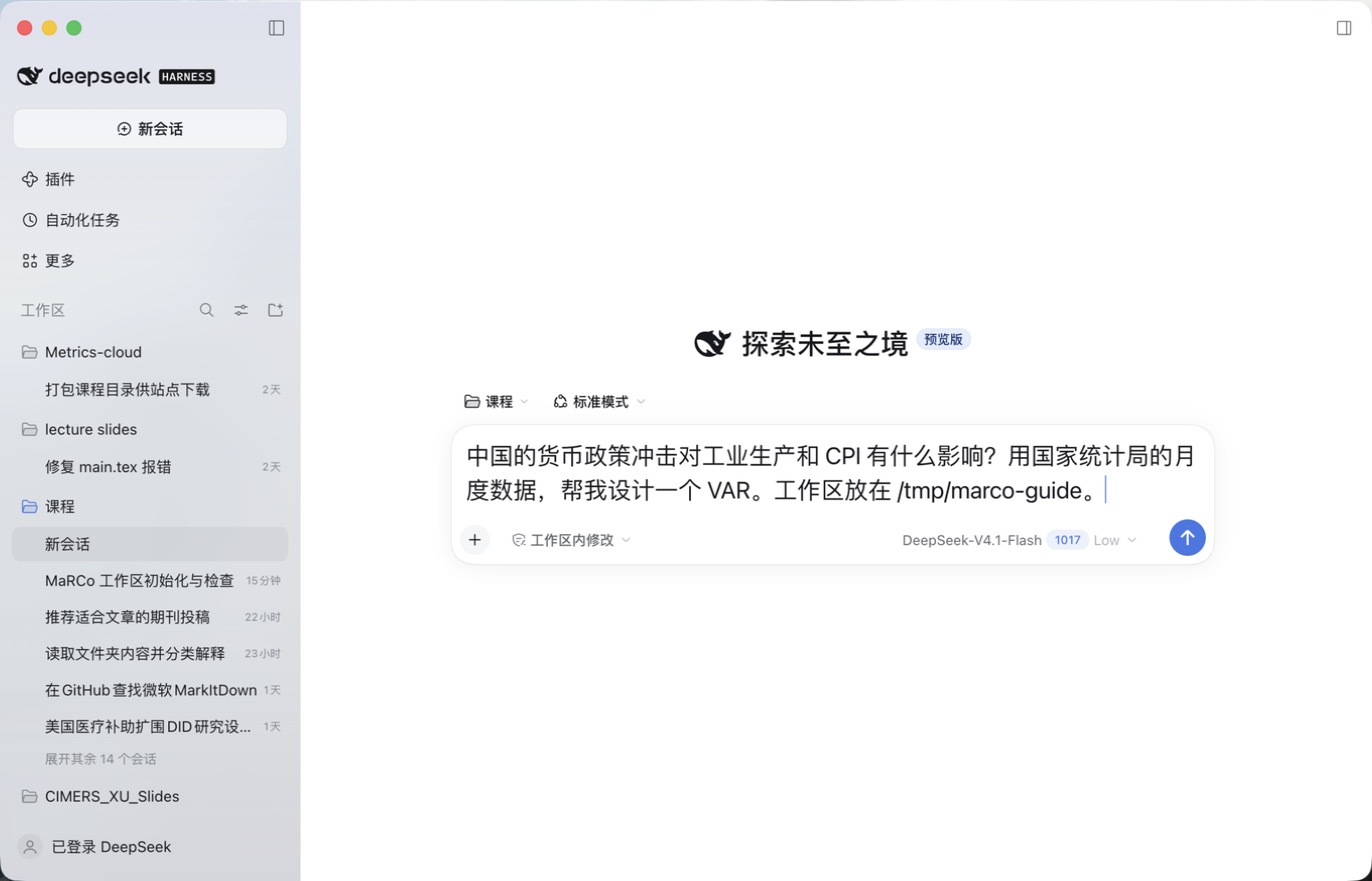 deepseek HARNESS
新会话
插件
自动化任务
更多
工作区
Metrics-cloud
打包课程目录供站点下载 2天
lecture slides
修复 main.tex 报错 2天
课程
新会话
MaRCo 工作区初始化与检查 15分钟
推荐适合文章的期刊投稿 22小时
读取文件夹内容并分类解释 23小时
在GitHub查找微软MarkItDown 1天
美国医疗补助扩围DID研究设... 1天
展开其余 14 个会话
CIMERS_XU_Slides
已登录 DeepSeek
探索未至之境 预览版
课程 标准模式
中国的货币政策冲击对工业生产和 CPI 有什么影响？用国家统计局的月
度数据，帮我设计一个 VAR。工作区放在 /tmp/marco-guide。
工作区内修改 DeepSeek-V4.1-Flash 1017 Low